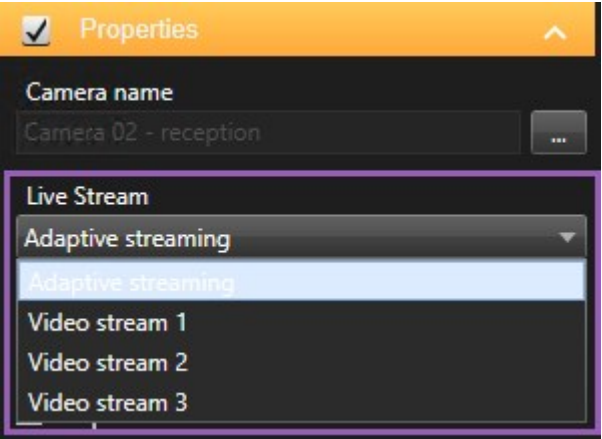 Properties
Camera name
Camera 02 - reception
...
Live Stream
Adaptive streaming
Adaptive streaming
Video stream 1
Video stream 2
Video stream 3